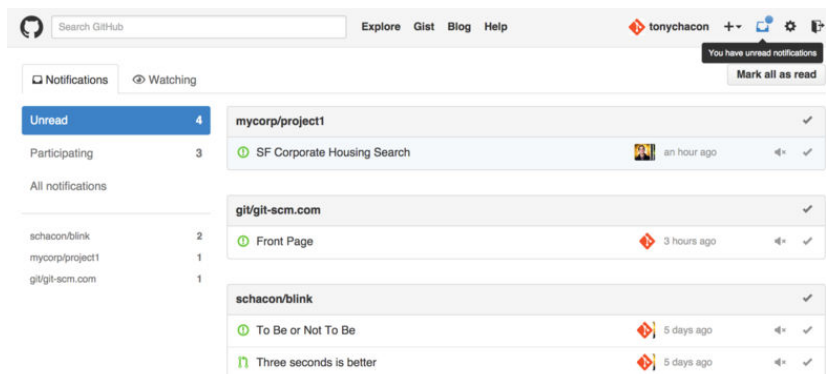 Search GitHub Explore Gist Blog Help tonychacon
You have unread notifications
Notifications Watching Mark all as read
Unread 4
Participating 3
All notifications
schacon/blink 2
mycorp/project1 1
git/git-scm.com 1
mycorp/project1
SF Corporate Housing Search an hour ago
git/git-scm.com
Front Page 3 hours ago
schacon/blink
To Be or Not To Be 5 days ago
Three seconds is better 5 days ago